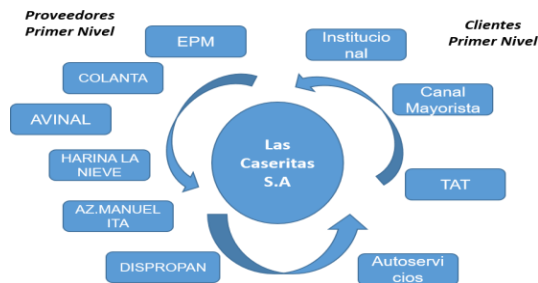 Proveedores
Primer Nivel
Clientes
Primer Nivel
EPM
COLANTA
AVINAL
HARINA LA
NIEVE
AZ.MANUEL
ITA
DISPROPAN
Las
Caseritas
S.A
Institucio
nal
Canal
Mayorista
TAT
Autoservi
cios